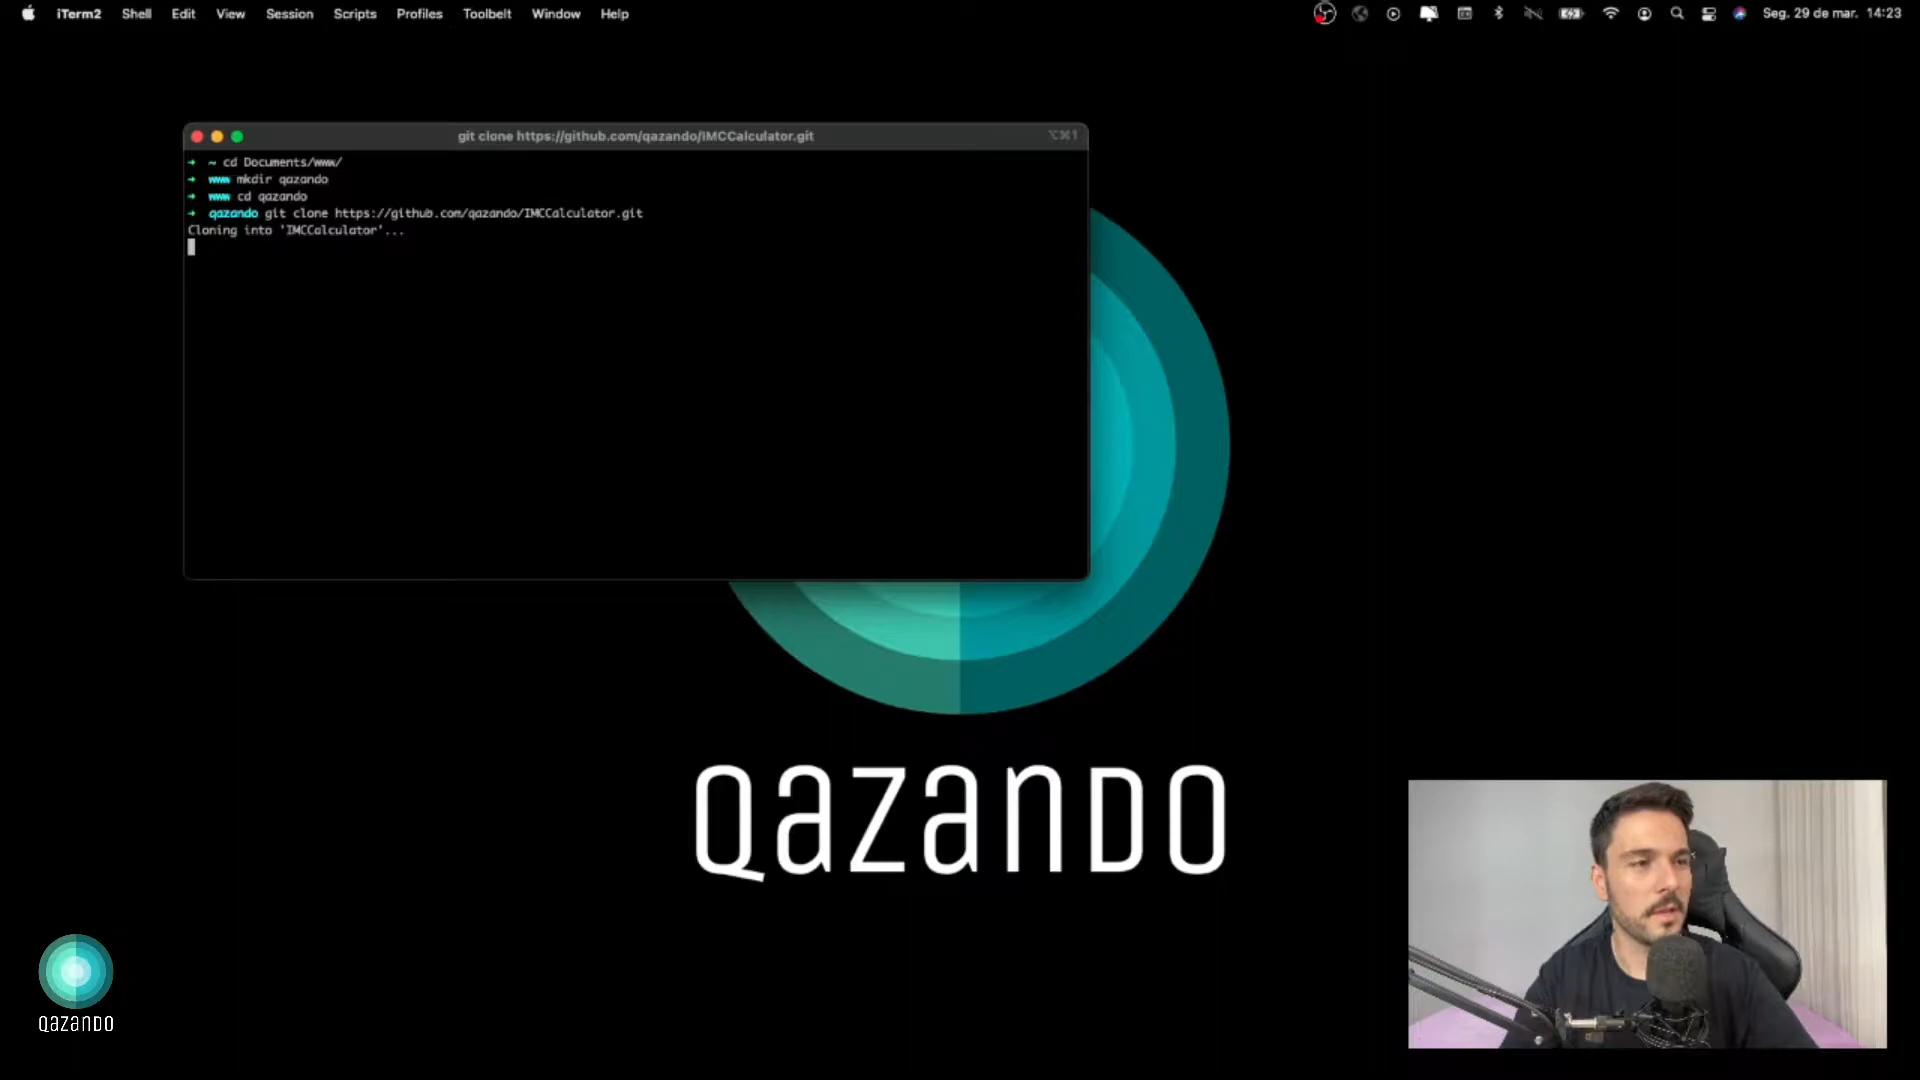 iTerm2 Shell Edit View Session Scripts Profiles Toolbelt Window Help
Seg. 29 de mar. 14:23
git clone https://github.com/qazando/IMCCalculator.git
⌥⌘1
➜ ~ cd Documents/www/
➜ www mkdir qazando
➜ www cd qazando
➜ qazando git clone https://github.com/qazando/IMCCalculator.git
Cloning into 'IMCCalculator'...
QaZanDO
QaZanDO